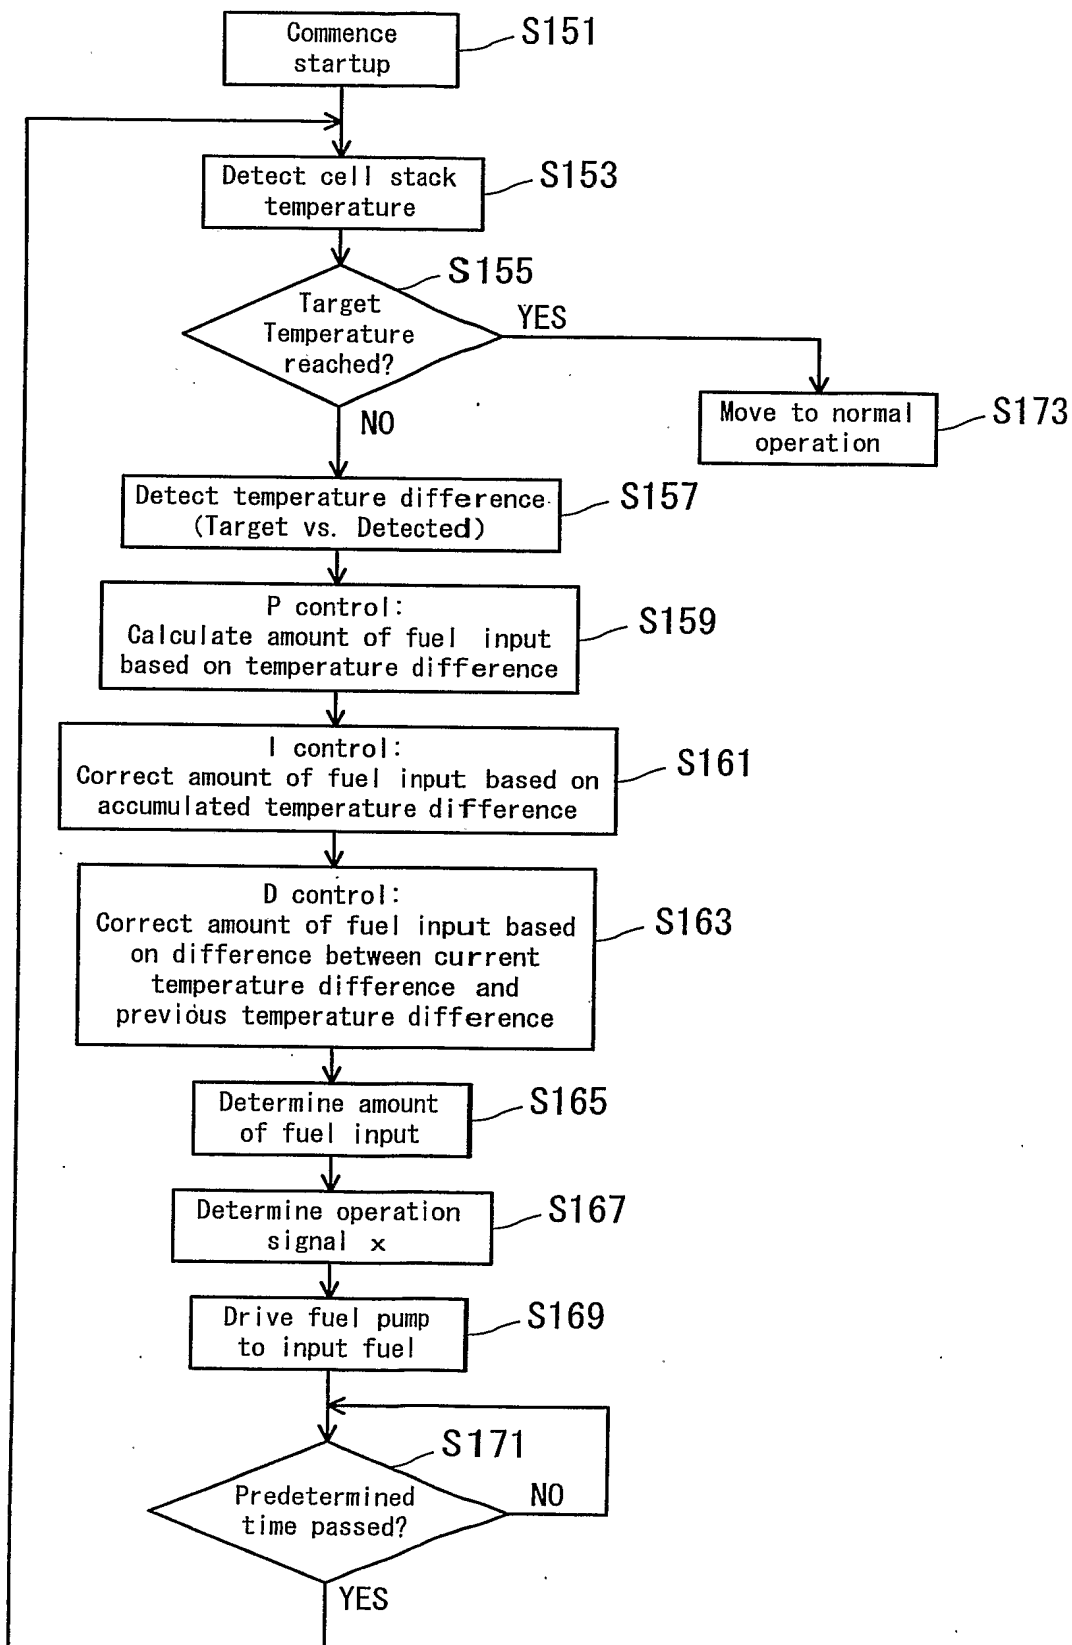 Commence
startup
S151
Detect cell stack
temperature
S153
Target
Temperature
reached?
S155
YES
NO
Move to normal
operation
S173
Detect temperature difference
(Target vs. Detected)
S157
P control:
Calculate amount of fuel input
based on temperature difference
S159
I control:
Correct amount of fuel input based on
accumulated temperature difference
S161
D control:
Correct amount of fuel input based
on difference between current
temperature difference and
previous temperature difference
S163
Determine amount
of fuel input
S165
Determine operation
signal x
S167
Drive fuel pump
to input fuel
S169
Predetermined
time passed?
S171
NO
YES